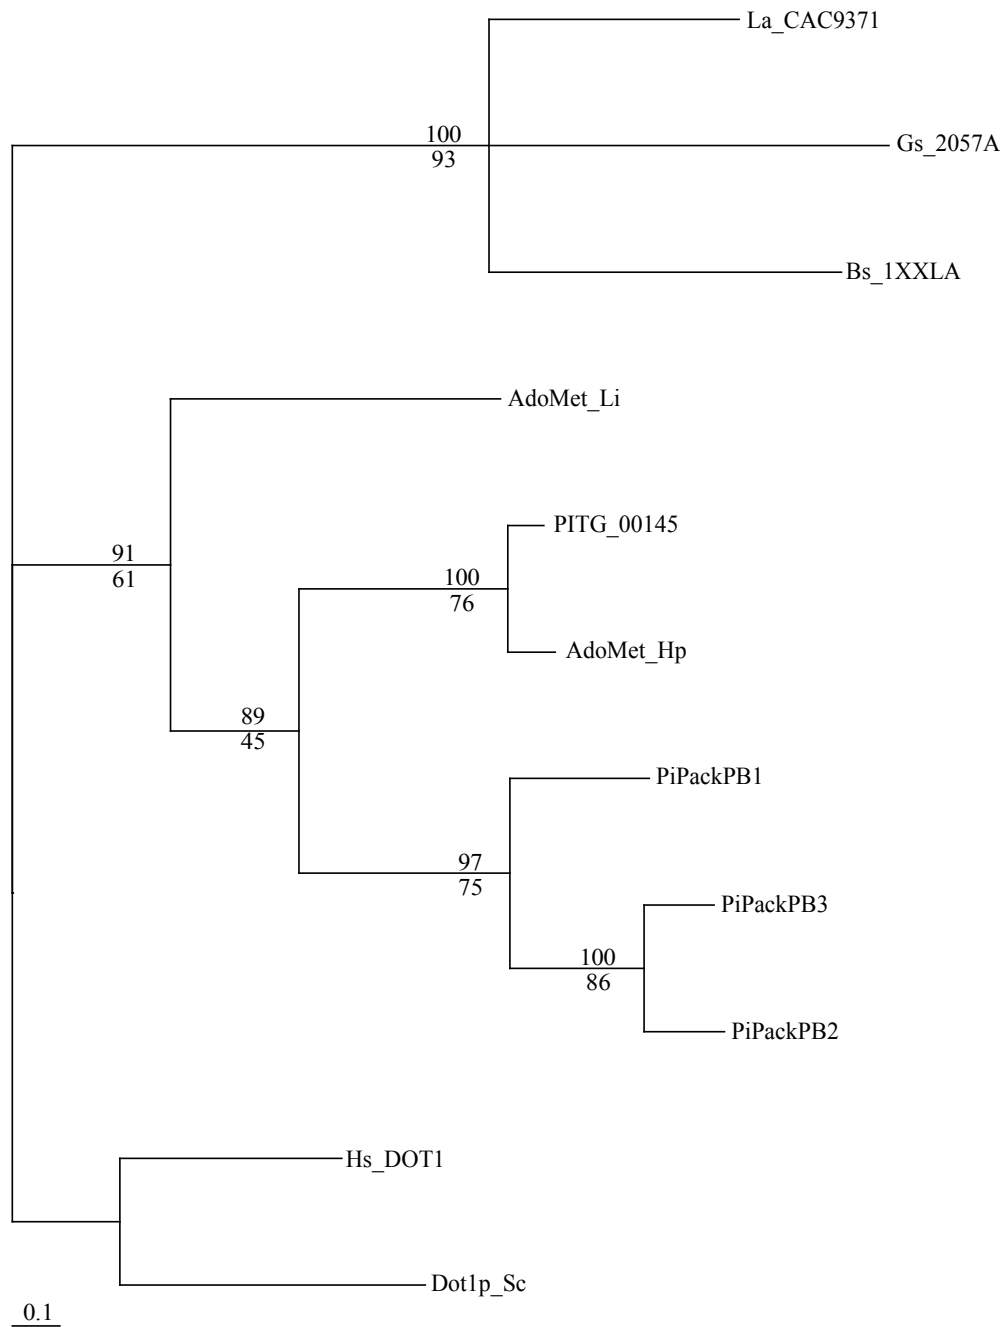 La_CAC9371
100
93
Gs_2057A
Bs_1XXLA
AdoMet_Li
PITG_00145
91
61
100
76
AdoMet_Hp
89
45
PiPackPB1
97
75
PiPackPB3
100
86
PiPackPB2
Hs_DOT1
Dot1p_Sc
0.1